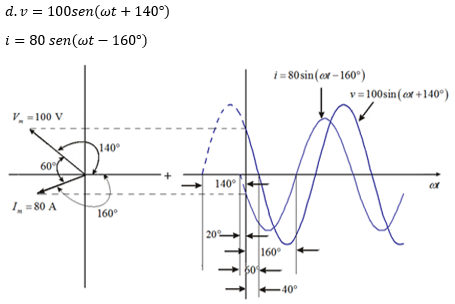 d. v = 100sen(ωt + 140°)
i = 80 sen(ωt − 160°)
i = 80sin(ωt−160°)
v=100sin(ωt+140°)
Vm =100 V
140°
60°
Im =80 A
160°
+
140°
ωt
20°
160°
60°
40°